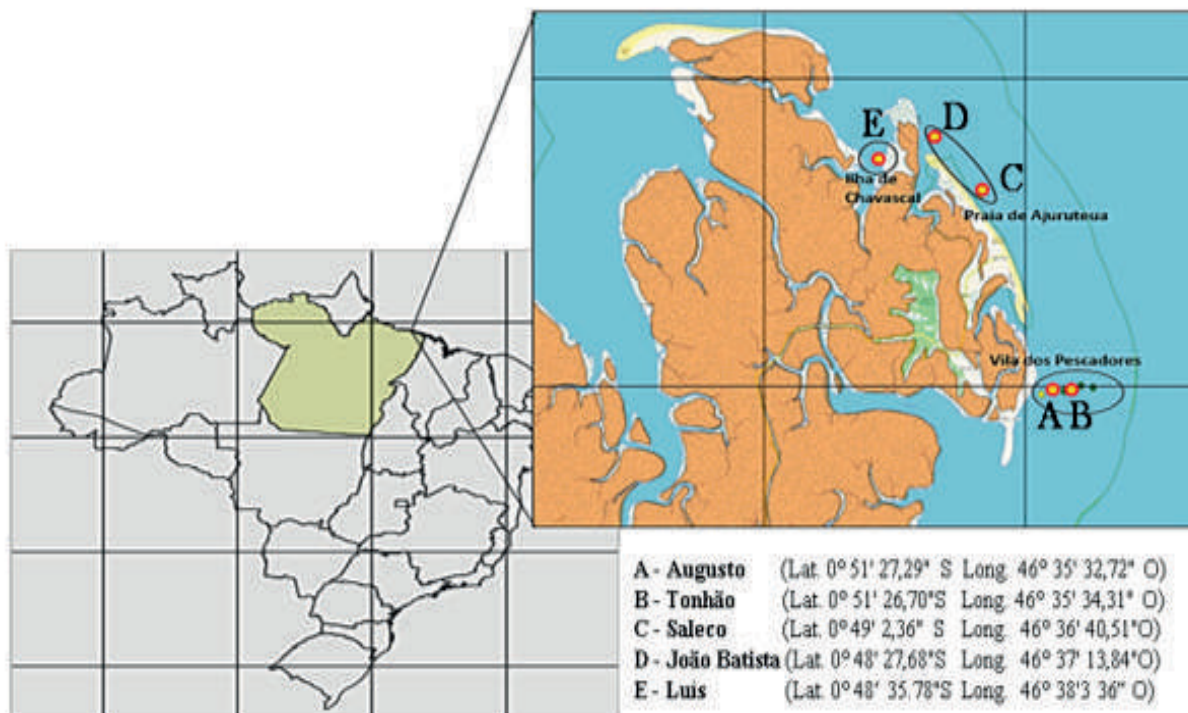 E
D
C
Ilha de
Chavascal
Praia de Ajuruteua
Vila dos Pescadores
A B
A - Augusto (Lat. 0° 51' 27,29" S Long. 46° 35' 32,72" O)
B - Tonhão (Lat. 0° 51' 26,70"S Long. 46° 35' 34,31" O)
C - Saleco (Lat. 0° 49' 2,36" S Long. 46° 36' 40,51"O)
D - João Batista (Lat. 0° 48' 27,68"S Long. 46° 37' 13,84"O)
E - Luis (Lat. 0° 48' 35.78"S Long. 46° 38'3 36" O)